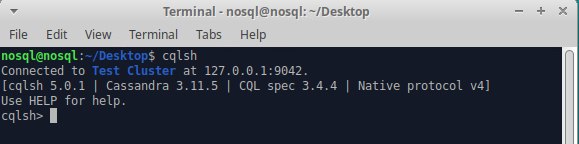 Terminal - nosql@nosql: ~/Desktop
File Edit View Terminal Tabs Help
nosql@nosql:~/Desktop$ cqlsh
Connected to Test Cluster at 127.0.0.1:9042.
[cqlsh 5.0.1 | Cassandra 3.11.5 | CQL spec 3.4.4 | Native protocol v4]
Use HELP for help.
cqlsh>